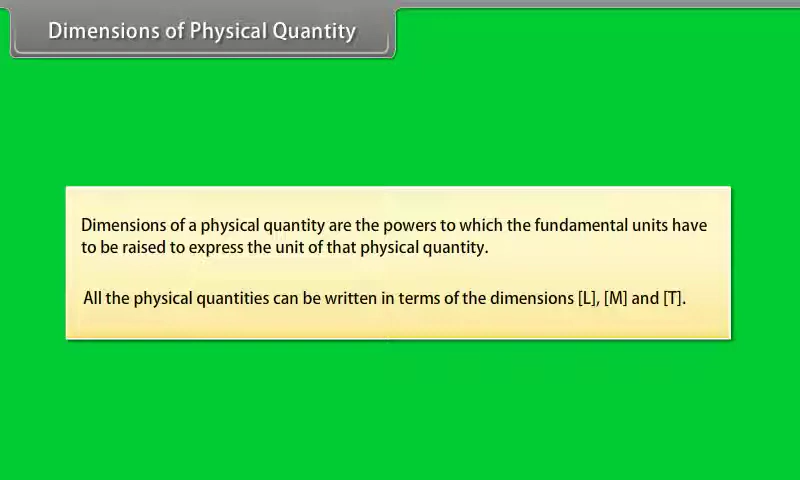 Dimensions of Physical Quantity
Dimensions of a physical quantity are the powers to which the fundamental units have
to be raised to express the unit of that physical quantity.
All the physical quantities can be written in terms of the dimensions [L], [M] and [T].